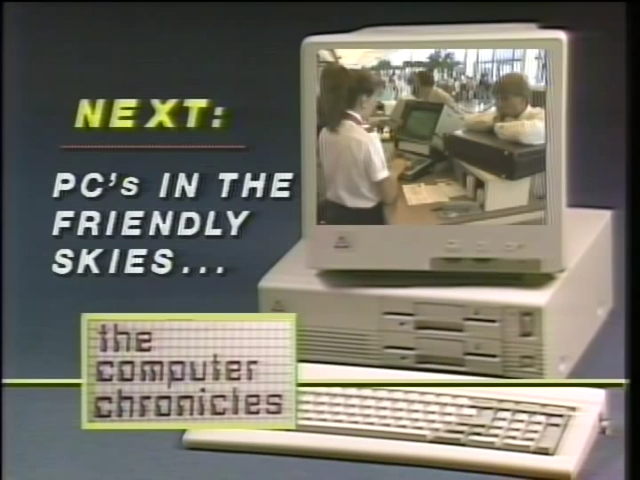 NEXT:
PC's IN THE
FRIENDLY
SKIES...
the
computer
chronicles